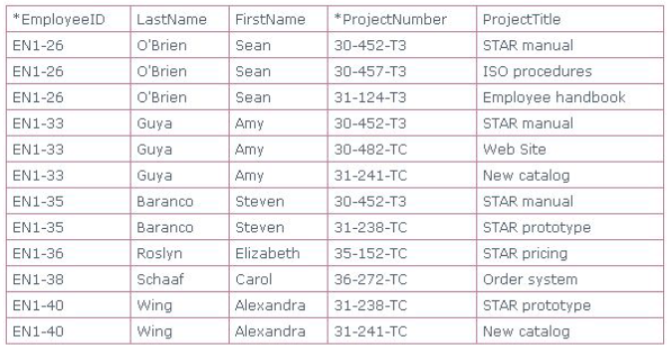 *EmployeeID LastName FirstName *ProjectNumber ProjectTitle
EN1-26 O'Brien Sean 30-452-T3 STAR manual
EN1-26 O'Brien Sean 30-457-T3 ISO procedures
EN1-26 O'Brien Sean 31-124-T3 Employee handbook
EN1-33 Guya Amy 30-452-T3 STAR manual
EN1-33 Guya Amy 30-482-TC Web Site
EN1-33 Guya Amy 31-241-TC New catalog
EN1-35 Baranco Steven 30-452-T3 STAR manual
EN1-35 Baranco Steven 31-238-TC STAR prototype
EN1-36 Roslyn Elizabeth 35-152-TC STAR pricing
EN1-38 Schaaf Carol 36-272-TC Order system
EN1-40 Wing Alexandra 31-238-TC STAR prototype
EN1-40 Wing Alexandra 31-241-TC New catalog